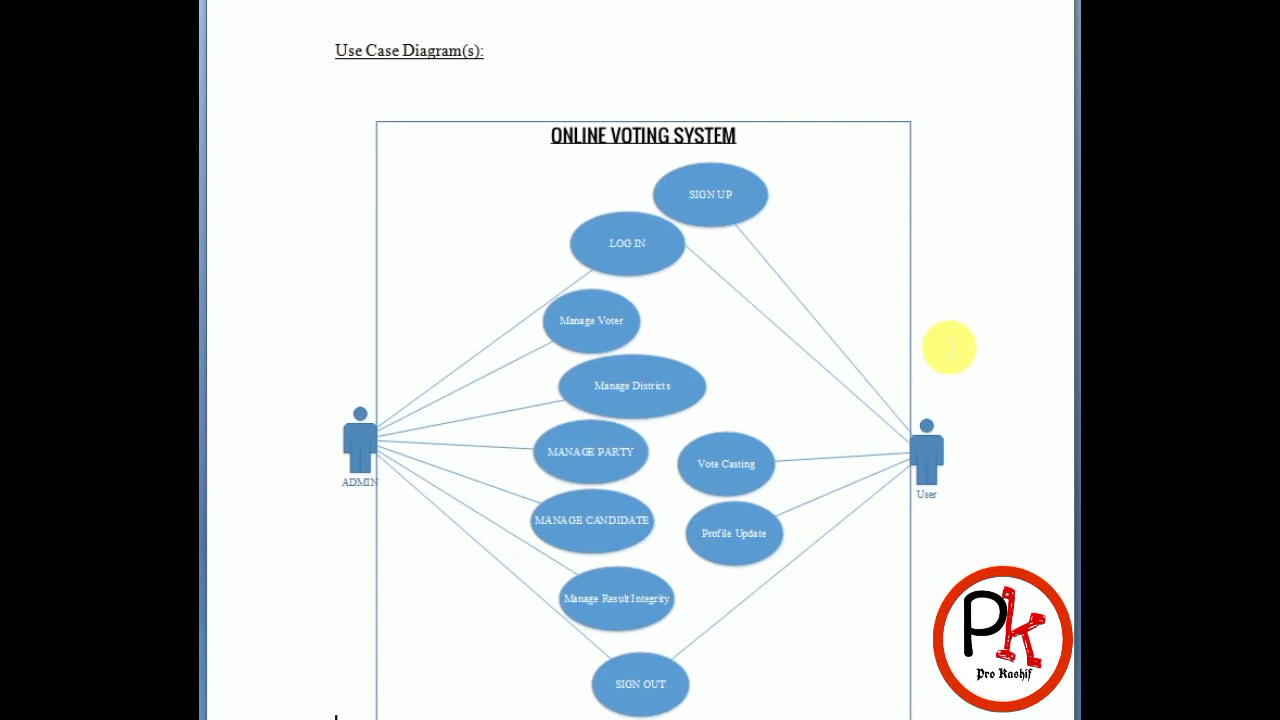 Use Case Diagram(s):
ONLINE VOTING SYSTEM
SIGN UP
LOG IN
Manage Voter
Manage Districts
MANAGE PARTY
Vote Casting
ADMIN
User
MANAGE CANDIDATE
Profile Update
Manage Result Integrity
SIGN OUT
Pk
Pro Kashif